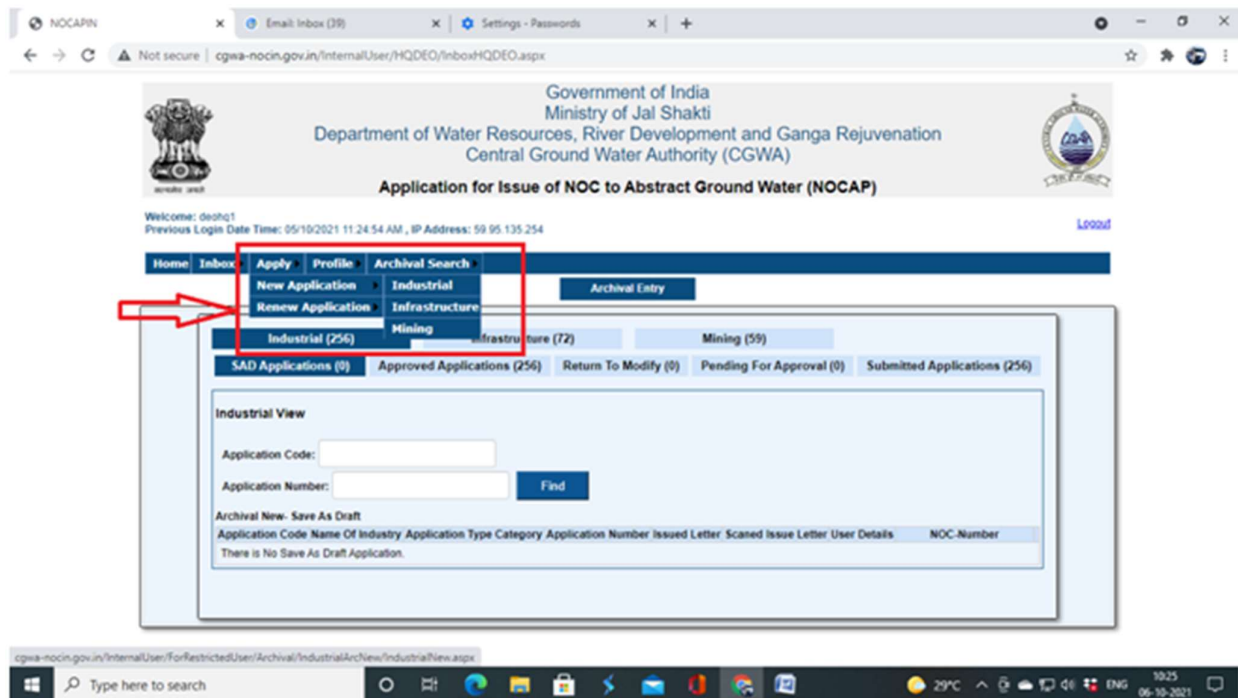 NOCAPIN
Email: Inbox (39)
Settings - Passwords
Not secure | cgwa-nocin.gov.in/InternalUser/HQDEO/InboxHQDEO.aspx
Government of India
Ministry of Jal Shakti
Department of Water Resources, River Development and Ganga Rejuvenation
Central Ground Water Authority (CGWA)
Application for Issue of NOC to Abstract Ground Water (NOCAP)
सत्यमेव जयते
Welcome: deohq1
Previous Login Date Time: 05/10/2021 11:24:54 AM , IP Address: 59.95.135.254
Logout
Home Inbox Apply Profile Archival Search
New Application Industrial
Archival Entry
Renew Application Infrastructure
Mining
Industrial (256) Infrastructure (72) Mining (59)
SAD Applications (0) Approved Applications (256) Return To Modify (0) Pending For Approval (0) Submitted Applications (256)
Industrial View
Application Code:
Application Number: Find
Archival New- Save As Draft
Application Code Name Of Industry Application Type Category Application Number Issued Letter Scaned Issue Letter User Details NOC-Number
There is No Save As Draft Application.
cgwa-nocin.gov.in/InternalUser/ForRestrictedUser/Archival/IndustrialArcNew/IndustrialNew.aspx
Type here to search
29°C
ENG
10:25
06-10-2021